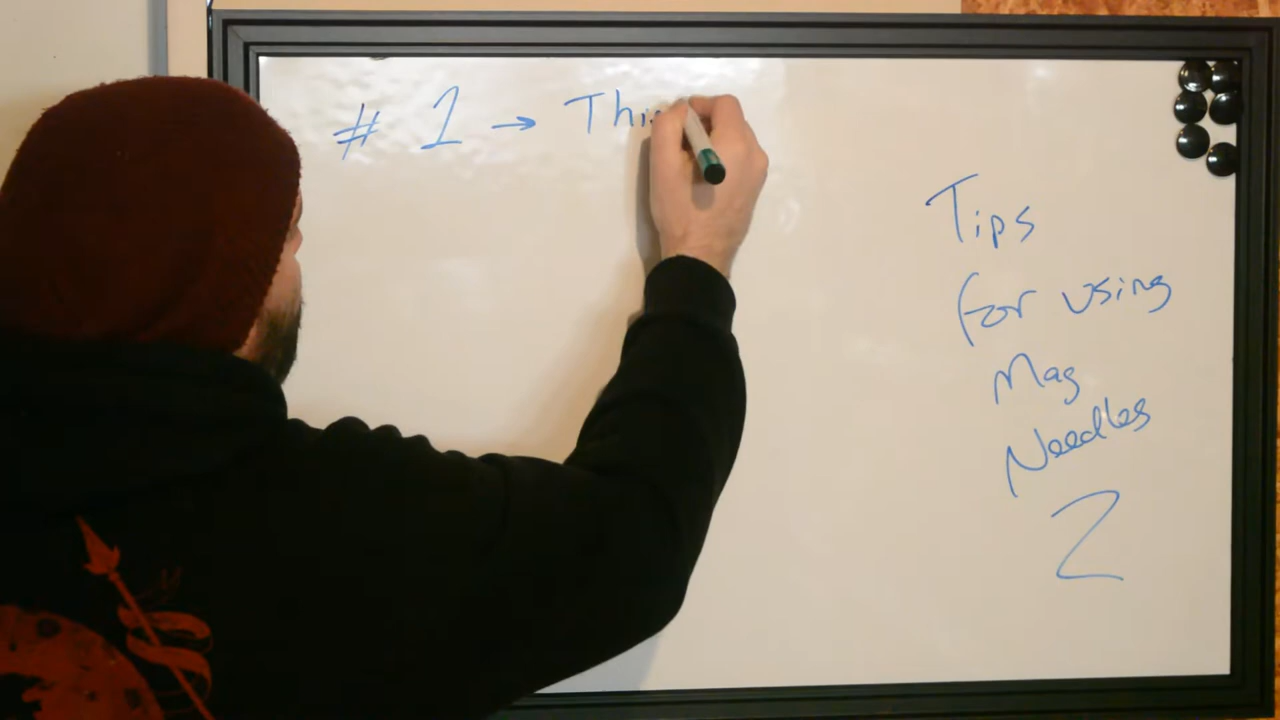 # 1 → Thi
Tips
for using
Mag
Needles
2